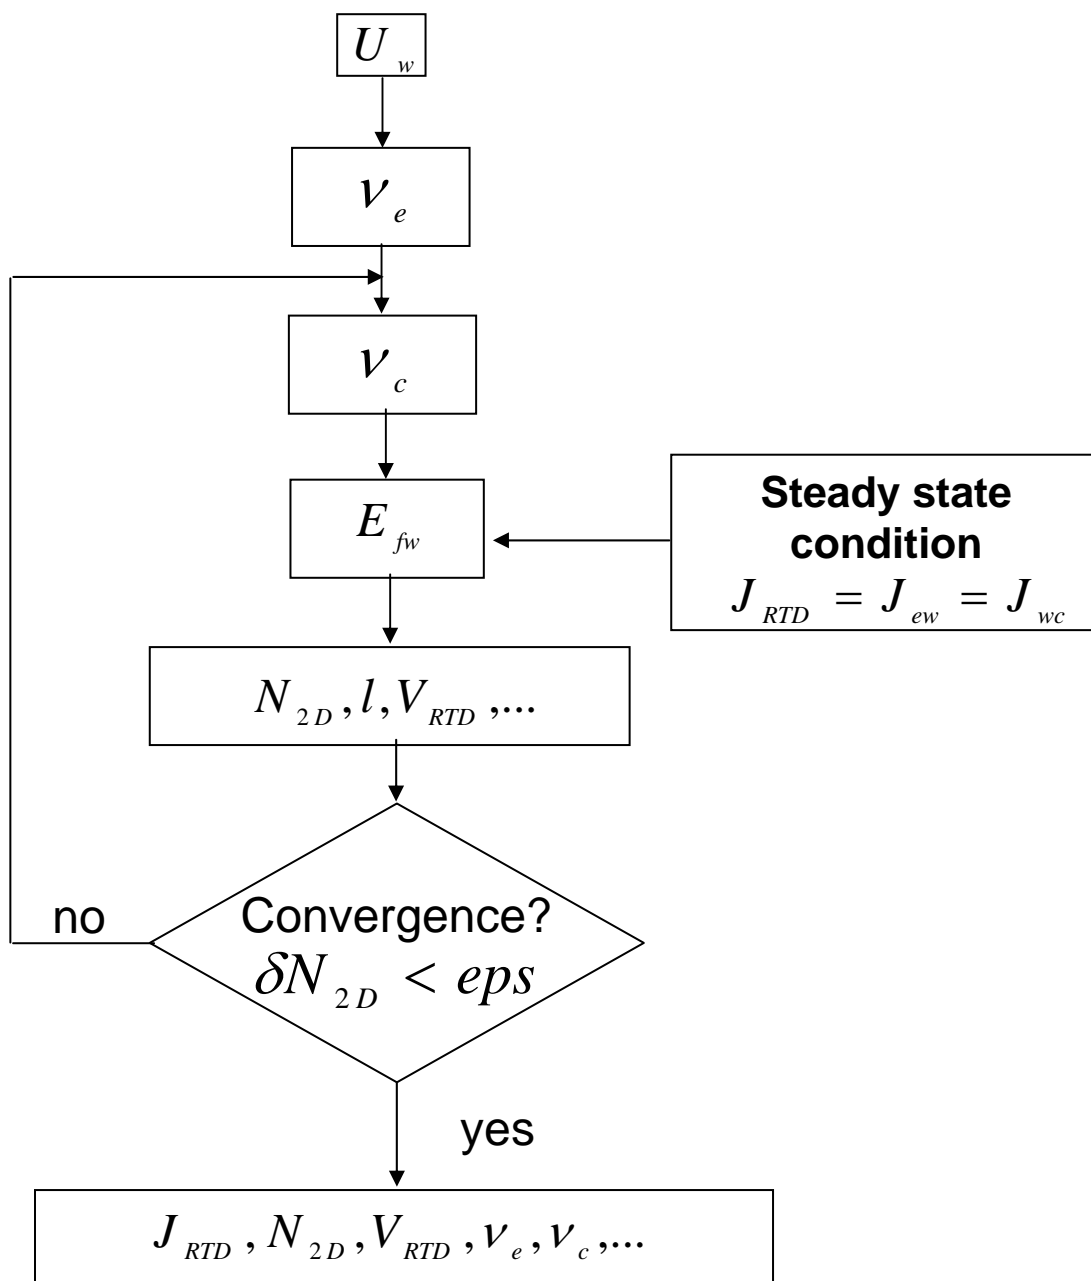 U_w
ν_e
ν_c
E_fw
Steady state
condition
J_RTD = J_ew = J_wc
N_2D , l , V_RTD ,...
no
Convergence?
δN_2D < eps
yes
J_RTD , N_2D , V_RTD , ν_e , ν_c ,...